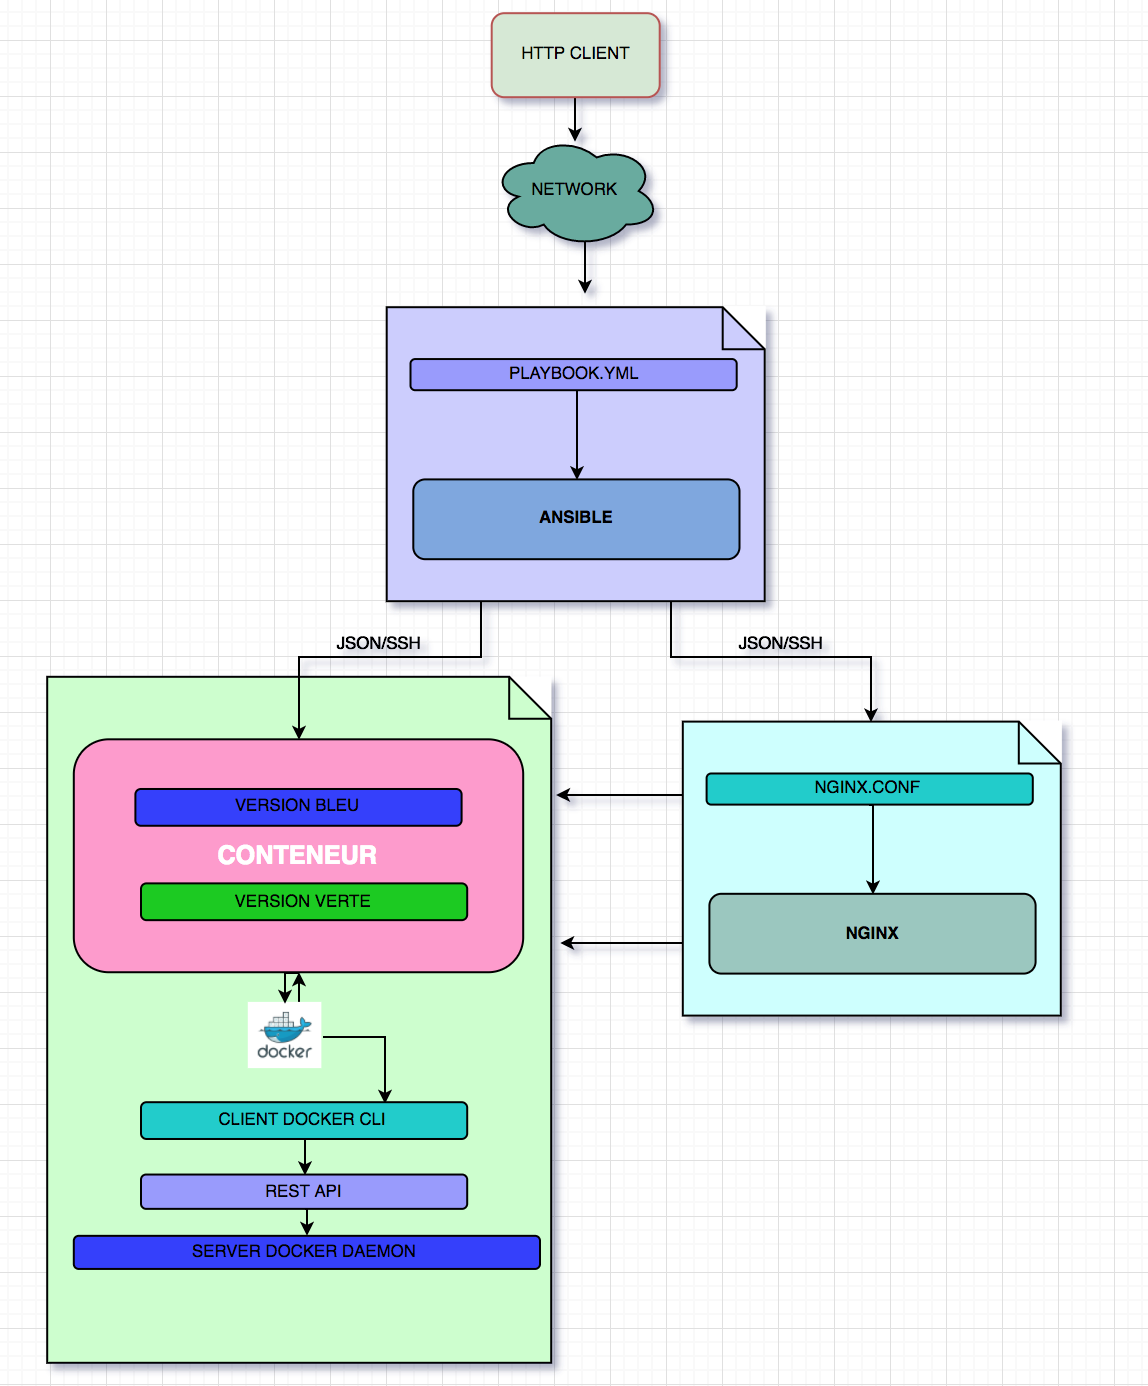 HTTP CLIENT
NETWORK
PLAYBOOK.YML
ANSIBLE
JSON/SSH
JSON/SSH
VERSION BLEU
CONTENEUR
VERSION VERTE
NGINX.CONF
NGINX
docker
CLIENT DOCKER CLI
REST API
SERVER DOCKER DAEMON